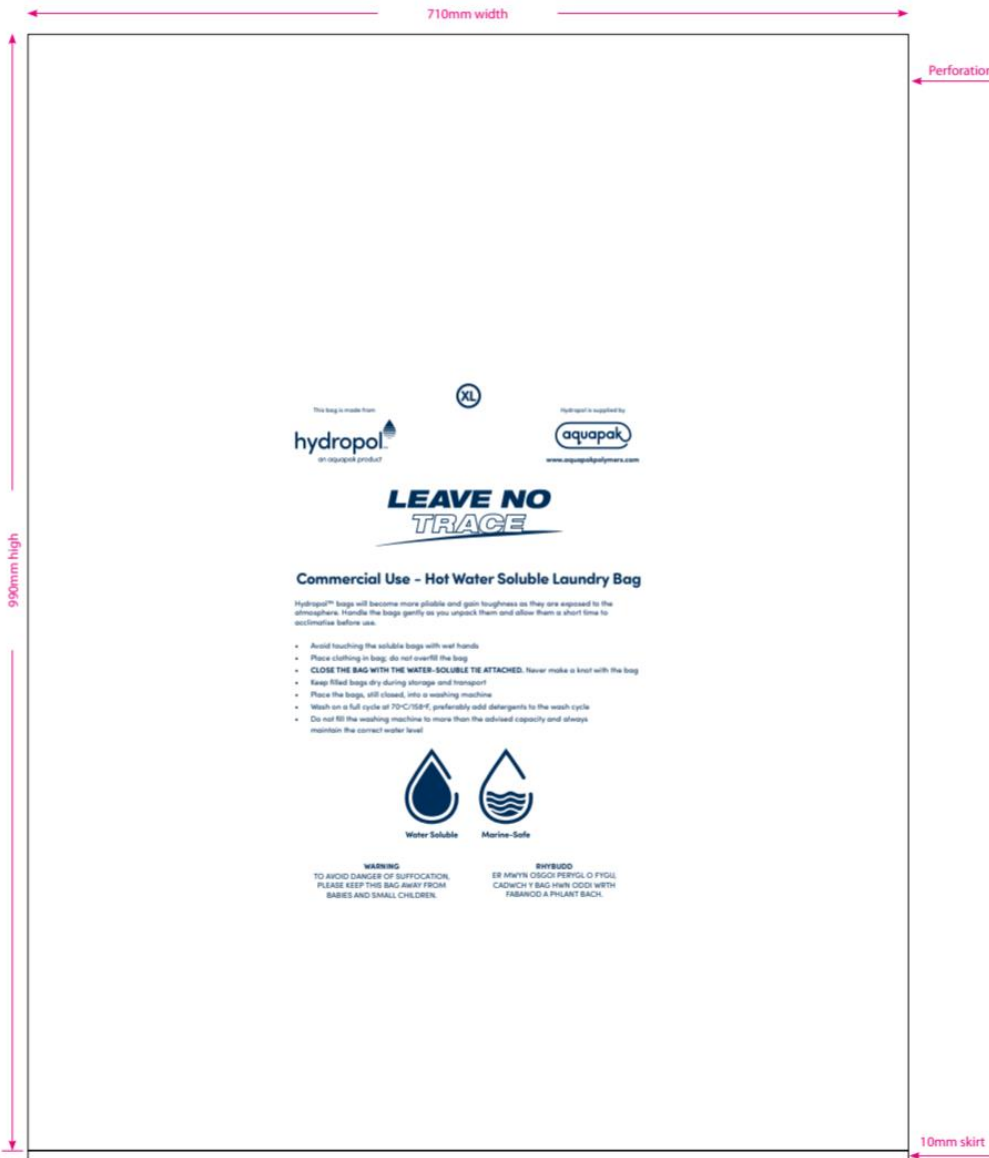 710mm width
Perforation
990mm high
XL
This bag is made from
hydropol™
an aquapak product
Hydropol is supplied by
aquapak
www.aquapakpolymers.com
LEAVE NO
TRACE
Commercial Use - Hot Water Soluble Laundry Bag
Hydropol™ bags will become more pliable and gain toughness as they are exposed to the
atmosphere. Handle the bags gently as you unpack them and allow them a short time to
acclimatise before use.
• Avoid touching the soluble bags with wet hands
• Place clothing in bag; do not overfill the bag
• CLOSE THE BAG WITH THE WATER-SOLUBLE TIE ATTACHED. Never make a knot with the bag
• Keep filled bags dry during storage and transport
• Place the bags, still closed, into a washing machine
• Wash on a full cycle at 70ºC/158ºF, preferably add detergents to the wash cycle
• Do not fill the washing machine to more than the advised capacity and always
maintain the correct water level
Water Soluble
Marine-Safe
WARNING
TO AVOID DANGER OF SUFFOCATION,
PLEASE KEEP THIS BAG AWAY FROM
BABIES AND SMALL CHILDREN.
RHYBUDD
ER MWYN OSGOI PERYGL O FYGU,
CADWCH Y BAG HWN ODDI WRTH
FABANOD A PHLANT BACH.
10mm skirt